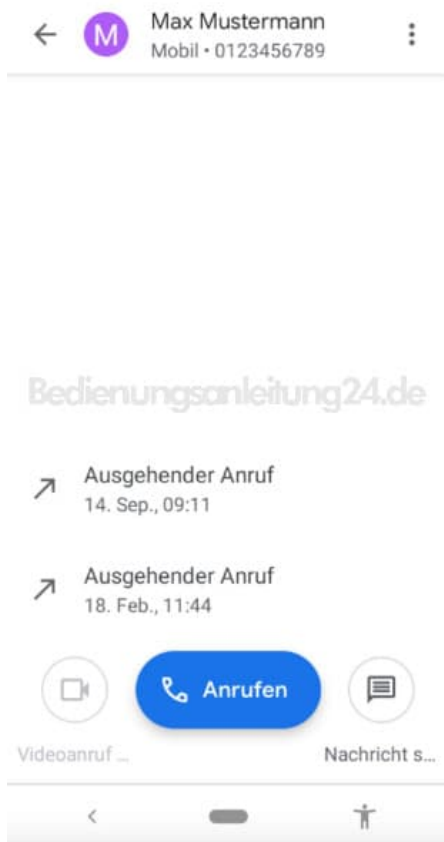 M
Max Mustermann
Mobil • 0123456789
Bedienungsanleitung24.de
Ausgehender Anruf
14. Sep., 09:11
Ausgehender Anruf
18. Feb., 11:44
Anrufen
Videoanruf ...
Nachricht s...